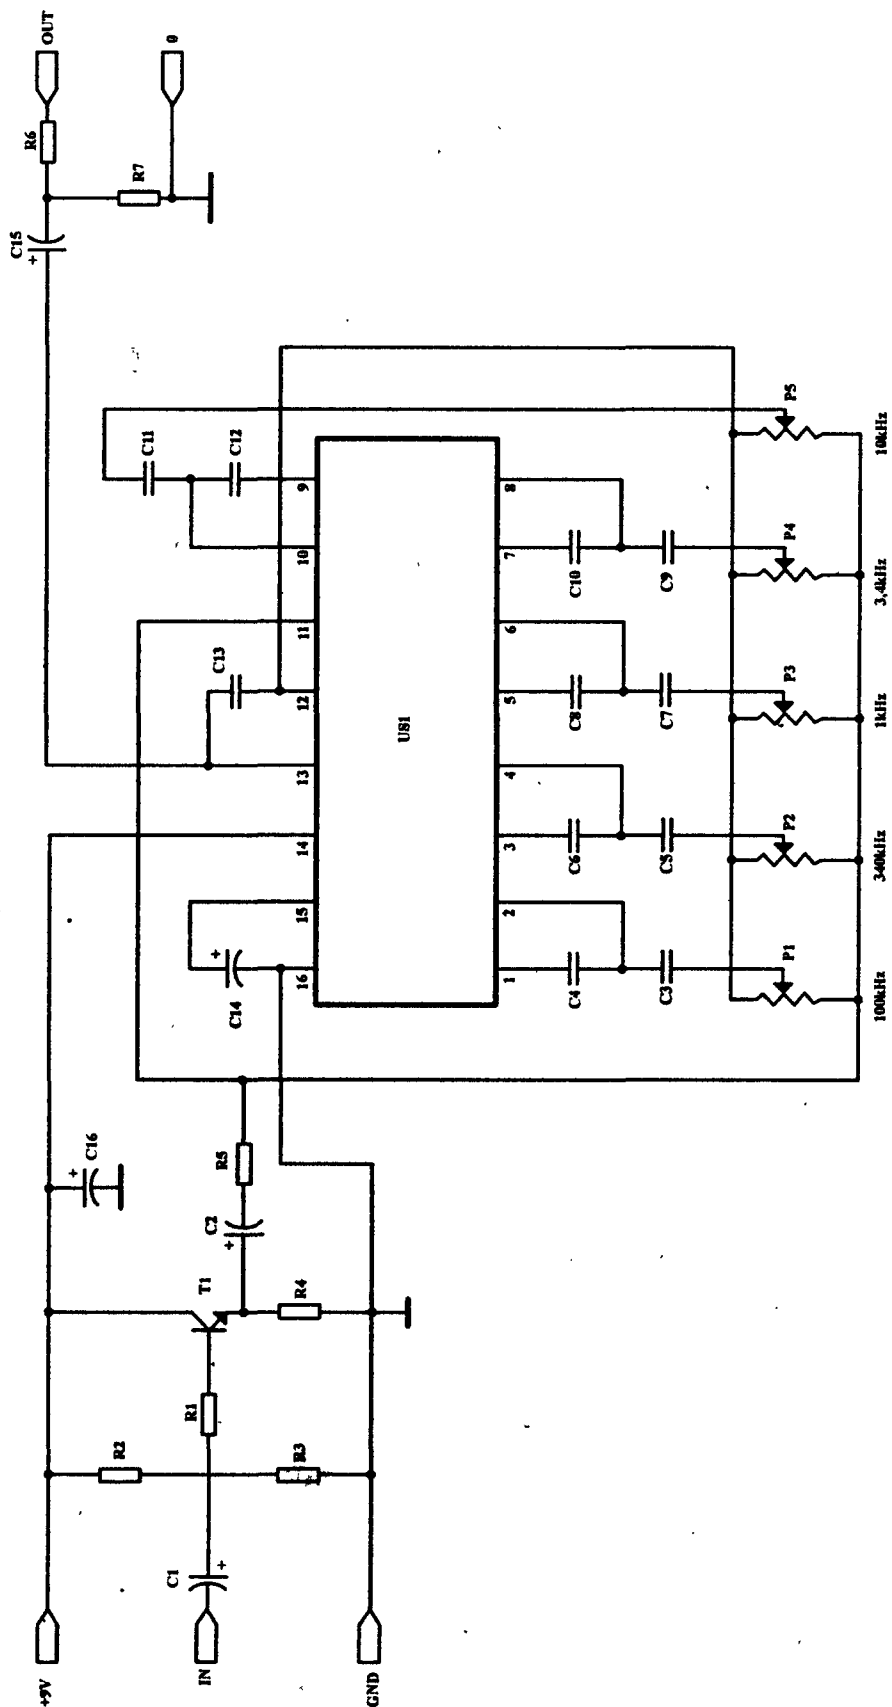 +9V
IN
GND
C1
+
R2
R3
R1
T1
R4
C16
+
C2
+
R5
C14
+
16
15
14
13
12
11
10
9
C13
C11
C12
C15
+
R6
R7
OUT
0
US1
1
2
3
4
5
6
7
8
C4
C3
C6
C5
C8
C7
C10
C9
P1
P2
P3
P4
P5
100kHz
340kHz
1kHz
3,4kHz
10kHz